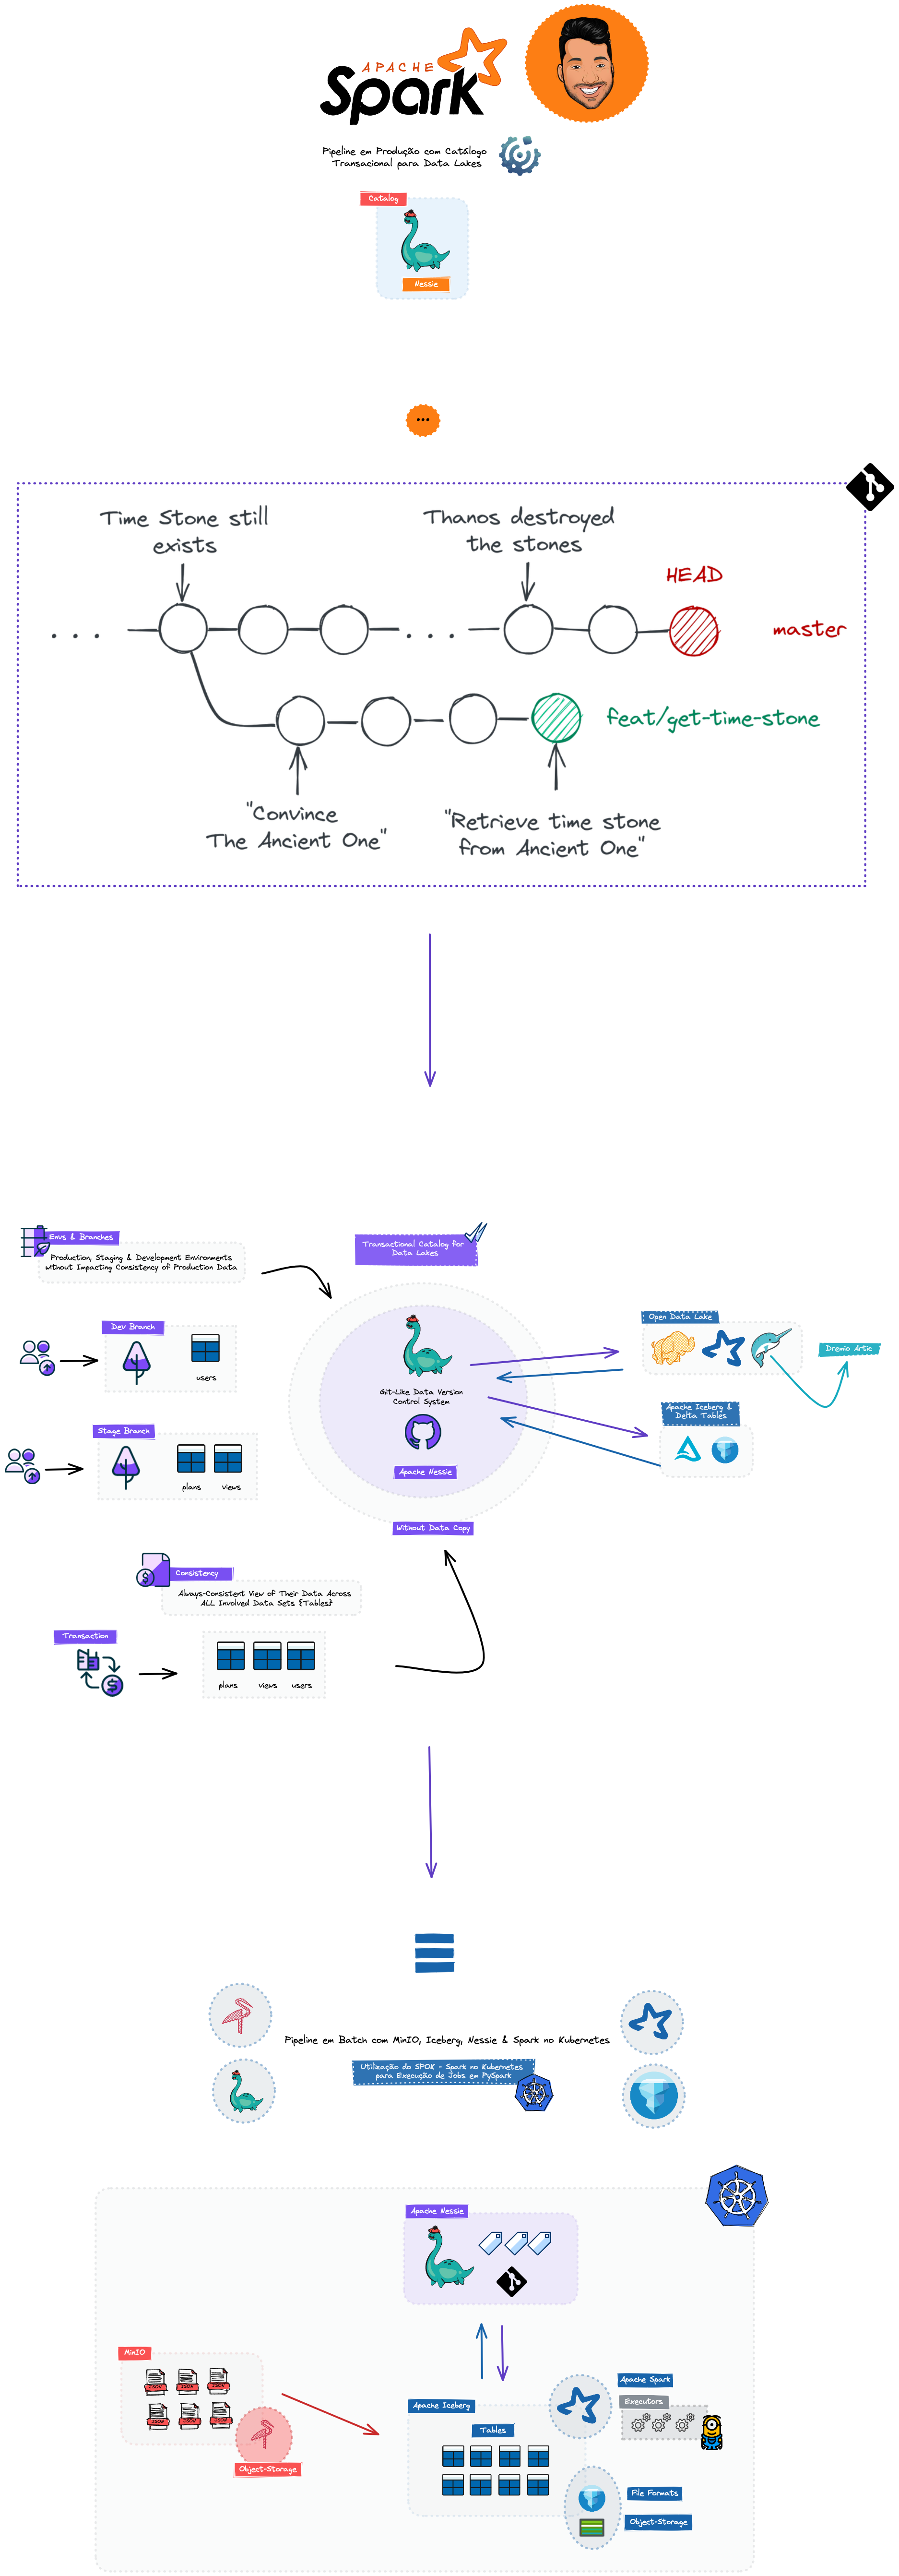 APACHE
Spark
Pipeline em Produção com Catálogo
Transacional para Data Lakes
Catalog
Nessie
...
Time Stone still
exists
Thanos destroyed
the stones
HEAD
. . .
. . .
master
feat/get-time-stone
"Convince
The Ancient One"
"Retrieve time stone
from Ancient One"
Envs & Branches
Production, Staging & Development Environments
without Impacting Consistency of Production Data
Transactional Catalog for
Data Lakes
Dev Branch
users
Git-Like Data Version
Control System
Apache Nessie
Without Data Copy
Open Data Lake
Dremio Artic
Apache Iceberg &
Delta Tables
Stage Branch
plans
views
Consistency
Always-Consistent View of Their Data Across
ALL Involved Data Sets {Tables}
Transaction
plans
views
users
Pipeline em Batch com MinIO, Iceberg, Nessie & Spark no Kubernetes
Utilização do SPOK - Spark no Kubernetes
para Execução de Jobs em PySpark
Apache Nessie
MinIO
JSON
JSON
JSON
JSON
JSON
JSON
Object-Storage
Apache Iceberg
Tables
Apache Spark
Executors
File Formats
Object-Storage